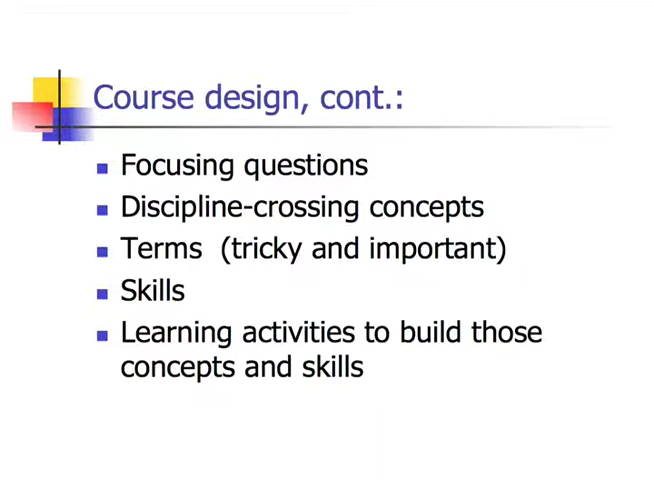 Course design, cont.:
Focusing questions
Discipline-crossing concepts
Terms (tricky and important)
Skills
Learning activities to build those
concepts and skills